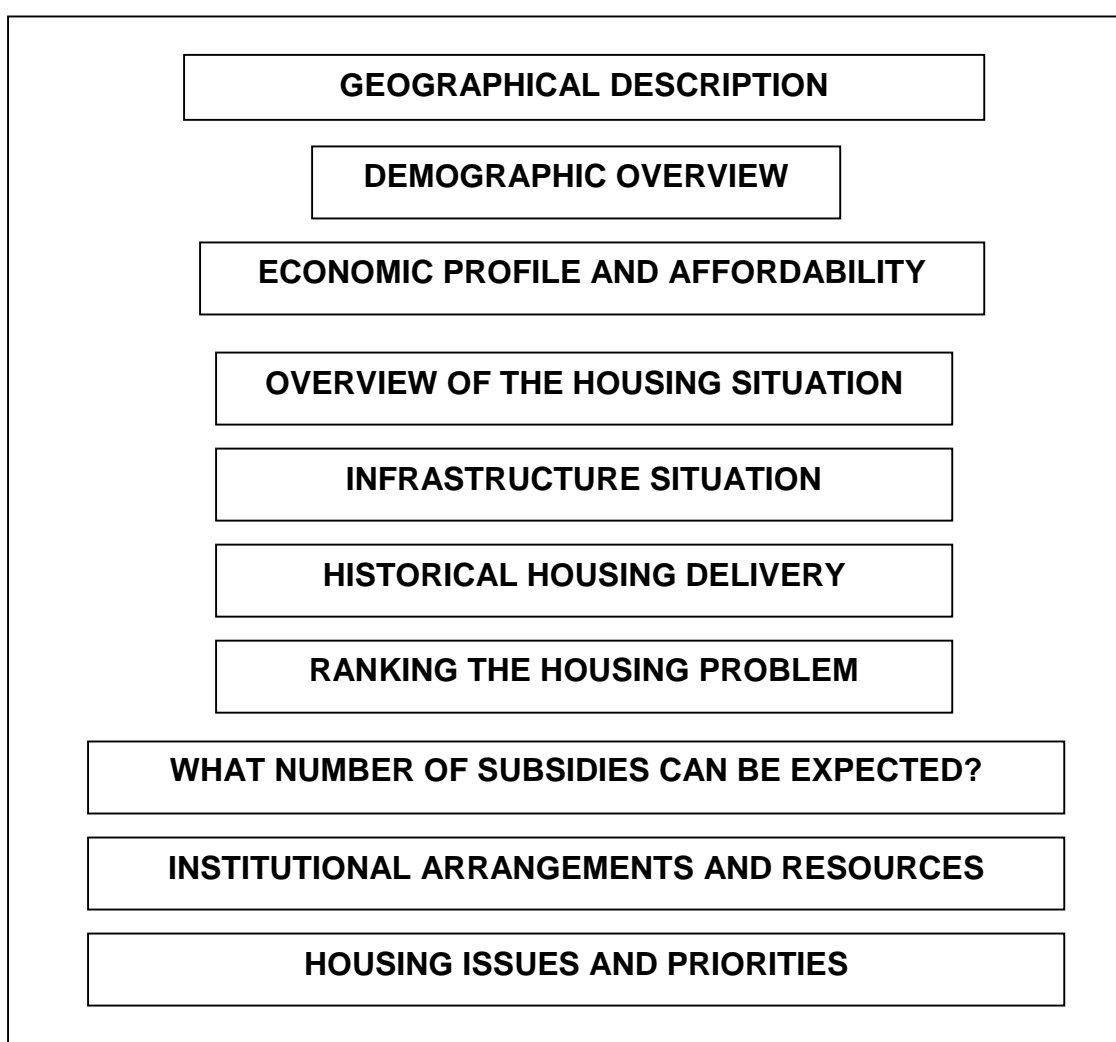 GEOGRAPHICAL DESCRIPTION
DEMOGRAPHIC OVERVIEW
ECONOMIC PROFILE AND AFFORDABILITY
OVERVIEW OF THE HOUSING SITUATION
INFRASTRUCTURE SITUATION
HISTORICAL HOUSING DELIVERY
RANKING THE HOUSING PROBLEM
WHAT NUMBER OF SUBSIDIES CAN BE EXPECTED?
INSTITUTIONAL ARRANGEMENTS AND RESOURCES
HOUSING ISSUES AND PRIORITIES